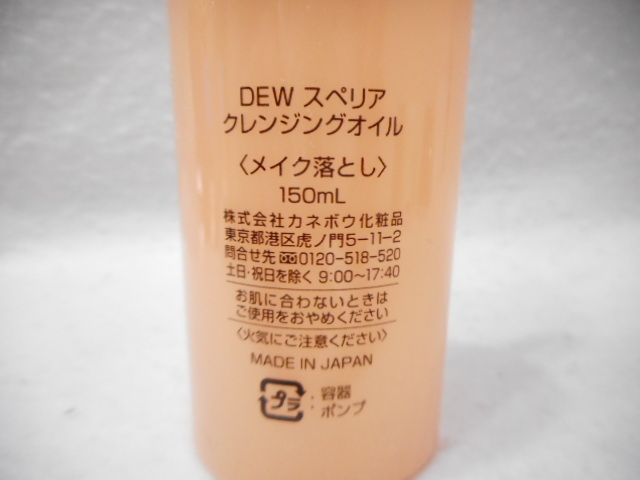 DEW スペリア
クレンジングオイル
〈メイク落とし〉
150mL
株式会社カネボウ化粧品
東京都港区虎ノ門5-11-2
問合せ先 0120-518-520
土日・祝日を除く 9:00〜17:40
お肌に合わないときは
ご使用をおやめください
〈火気にご注意ください〉
MADE IN JAPAN
プラ : 容器
: ポンプ